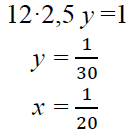 12·2,5 y =1
y = 1/30
x = 1/20